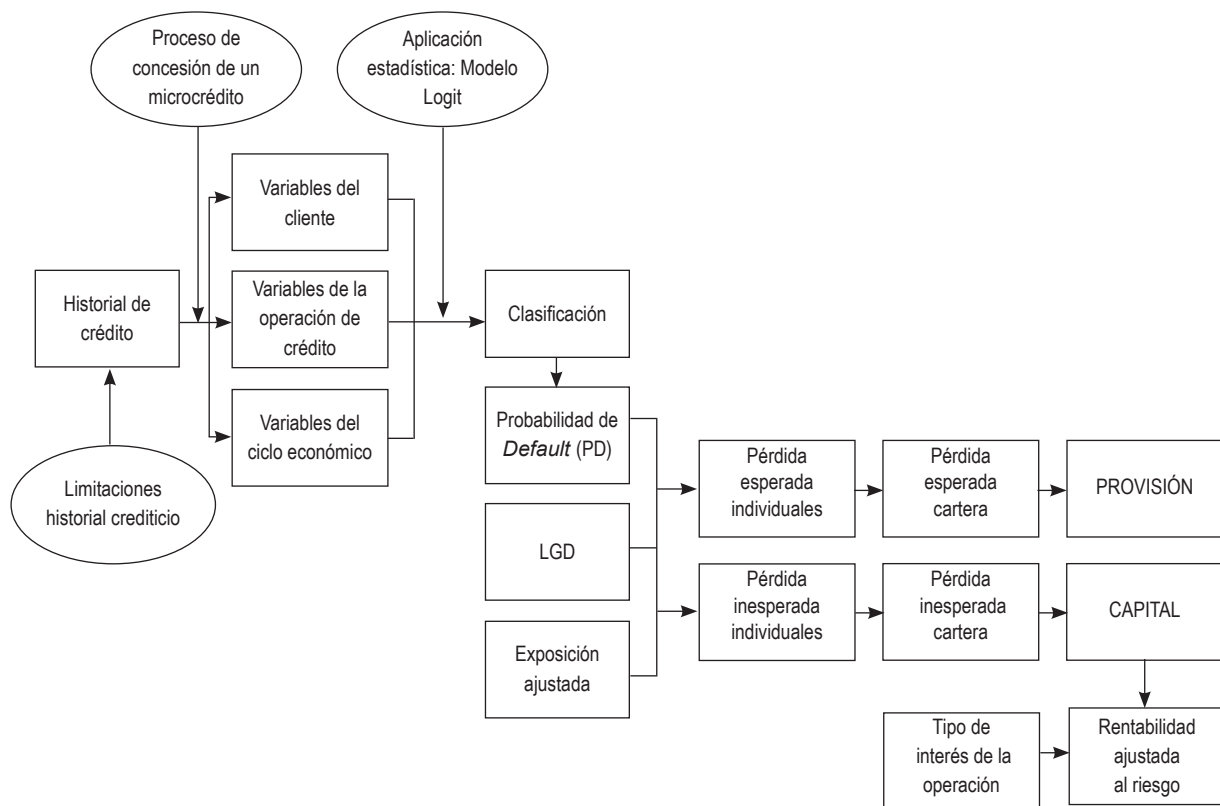 Proceso de
concesión de un
microcrédito
Aplicación
estadística: Modelo
Logit
Variables del
cliente
Historial de
crédito
Variables de la
operación de
crédito
Clasificación
Variables del
ciclo económico
Limitaciones
historial crediticio
Probabilidad de
Default (PD)
Pérdida
esperada
individuales
Pérdida
esperada
cartera
PROVISIÓN
LGD
Pérdida
inesperada
individuales
Pérdida
inesperada
cartera
CAPITAL
Exposición
ajustada
Tipo de
interés de la
operación
Rentabilidad
ajustada
al riesgo